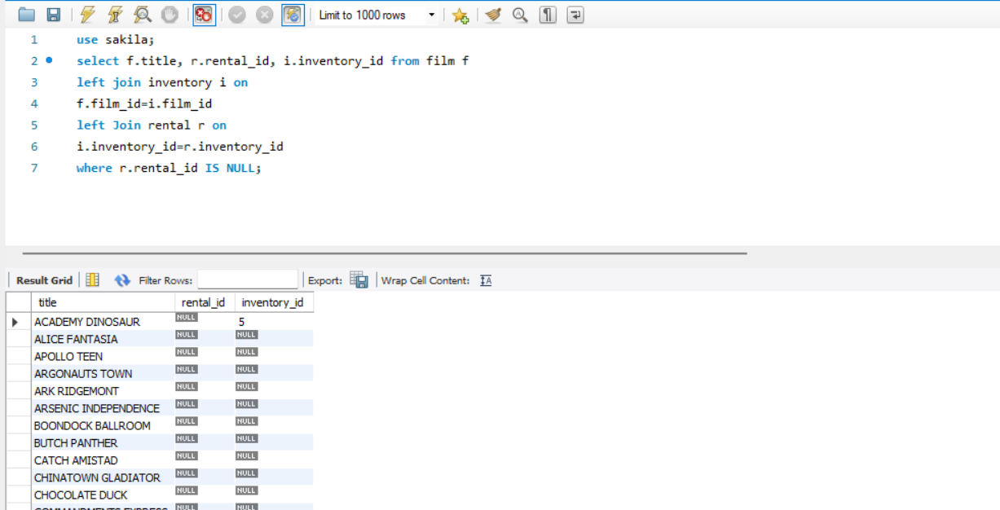 Limit to 1000 rows
1 use sakila;
2 select f.title, r.rental_id, i.inventory_id from film f
3 left join inventory i on
4 f.film_id=i.film_id
5 left Join rental r on
6 i.inventory_id=r.inventory_id
7 where r.rental_id IS NULL;
Result Grid Filter Rows: Export: Wrap Cell Content:
title rental_id inventory_id
ACADEMY DINOSAUR NULL 5
ALICE FANTASIA NULL NULL
APOLLO TEEN NULL NULL
ARGONAUTS TOWN NULL NULL
ARK RIDGEMONT NULL NULL
ARSENIC INDEPENDENCE NULL NULL
BOONDOCK BALLROOM NULL NULL
BUTCH PANTHER NULL NULL
CATCH AMISTAD NULL NULL
CHINATOWN GLADIATOR NULL NULL
CHOCOLATE DUCK NULL NULL
COMMANDMENTS EXPRESS NULL NULL